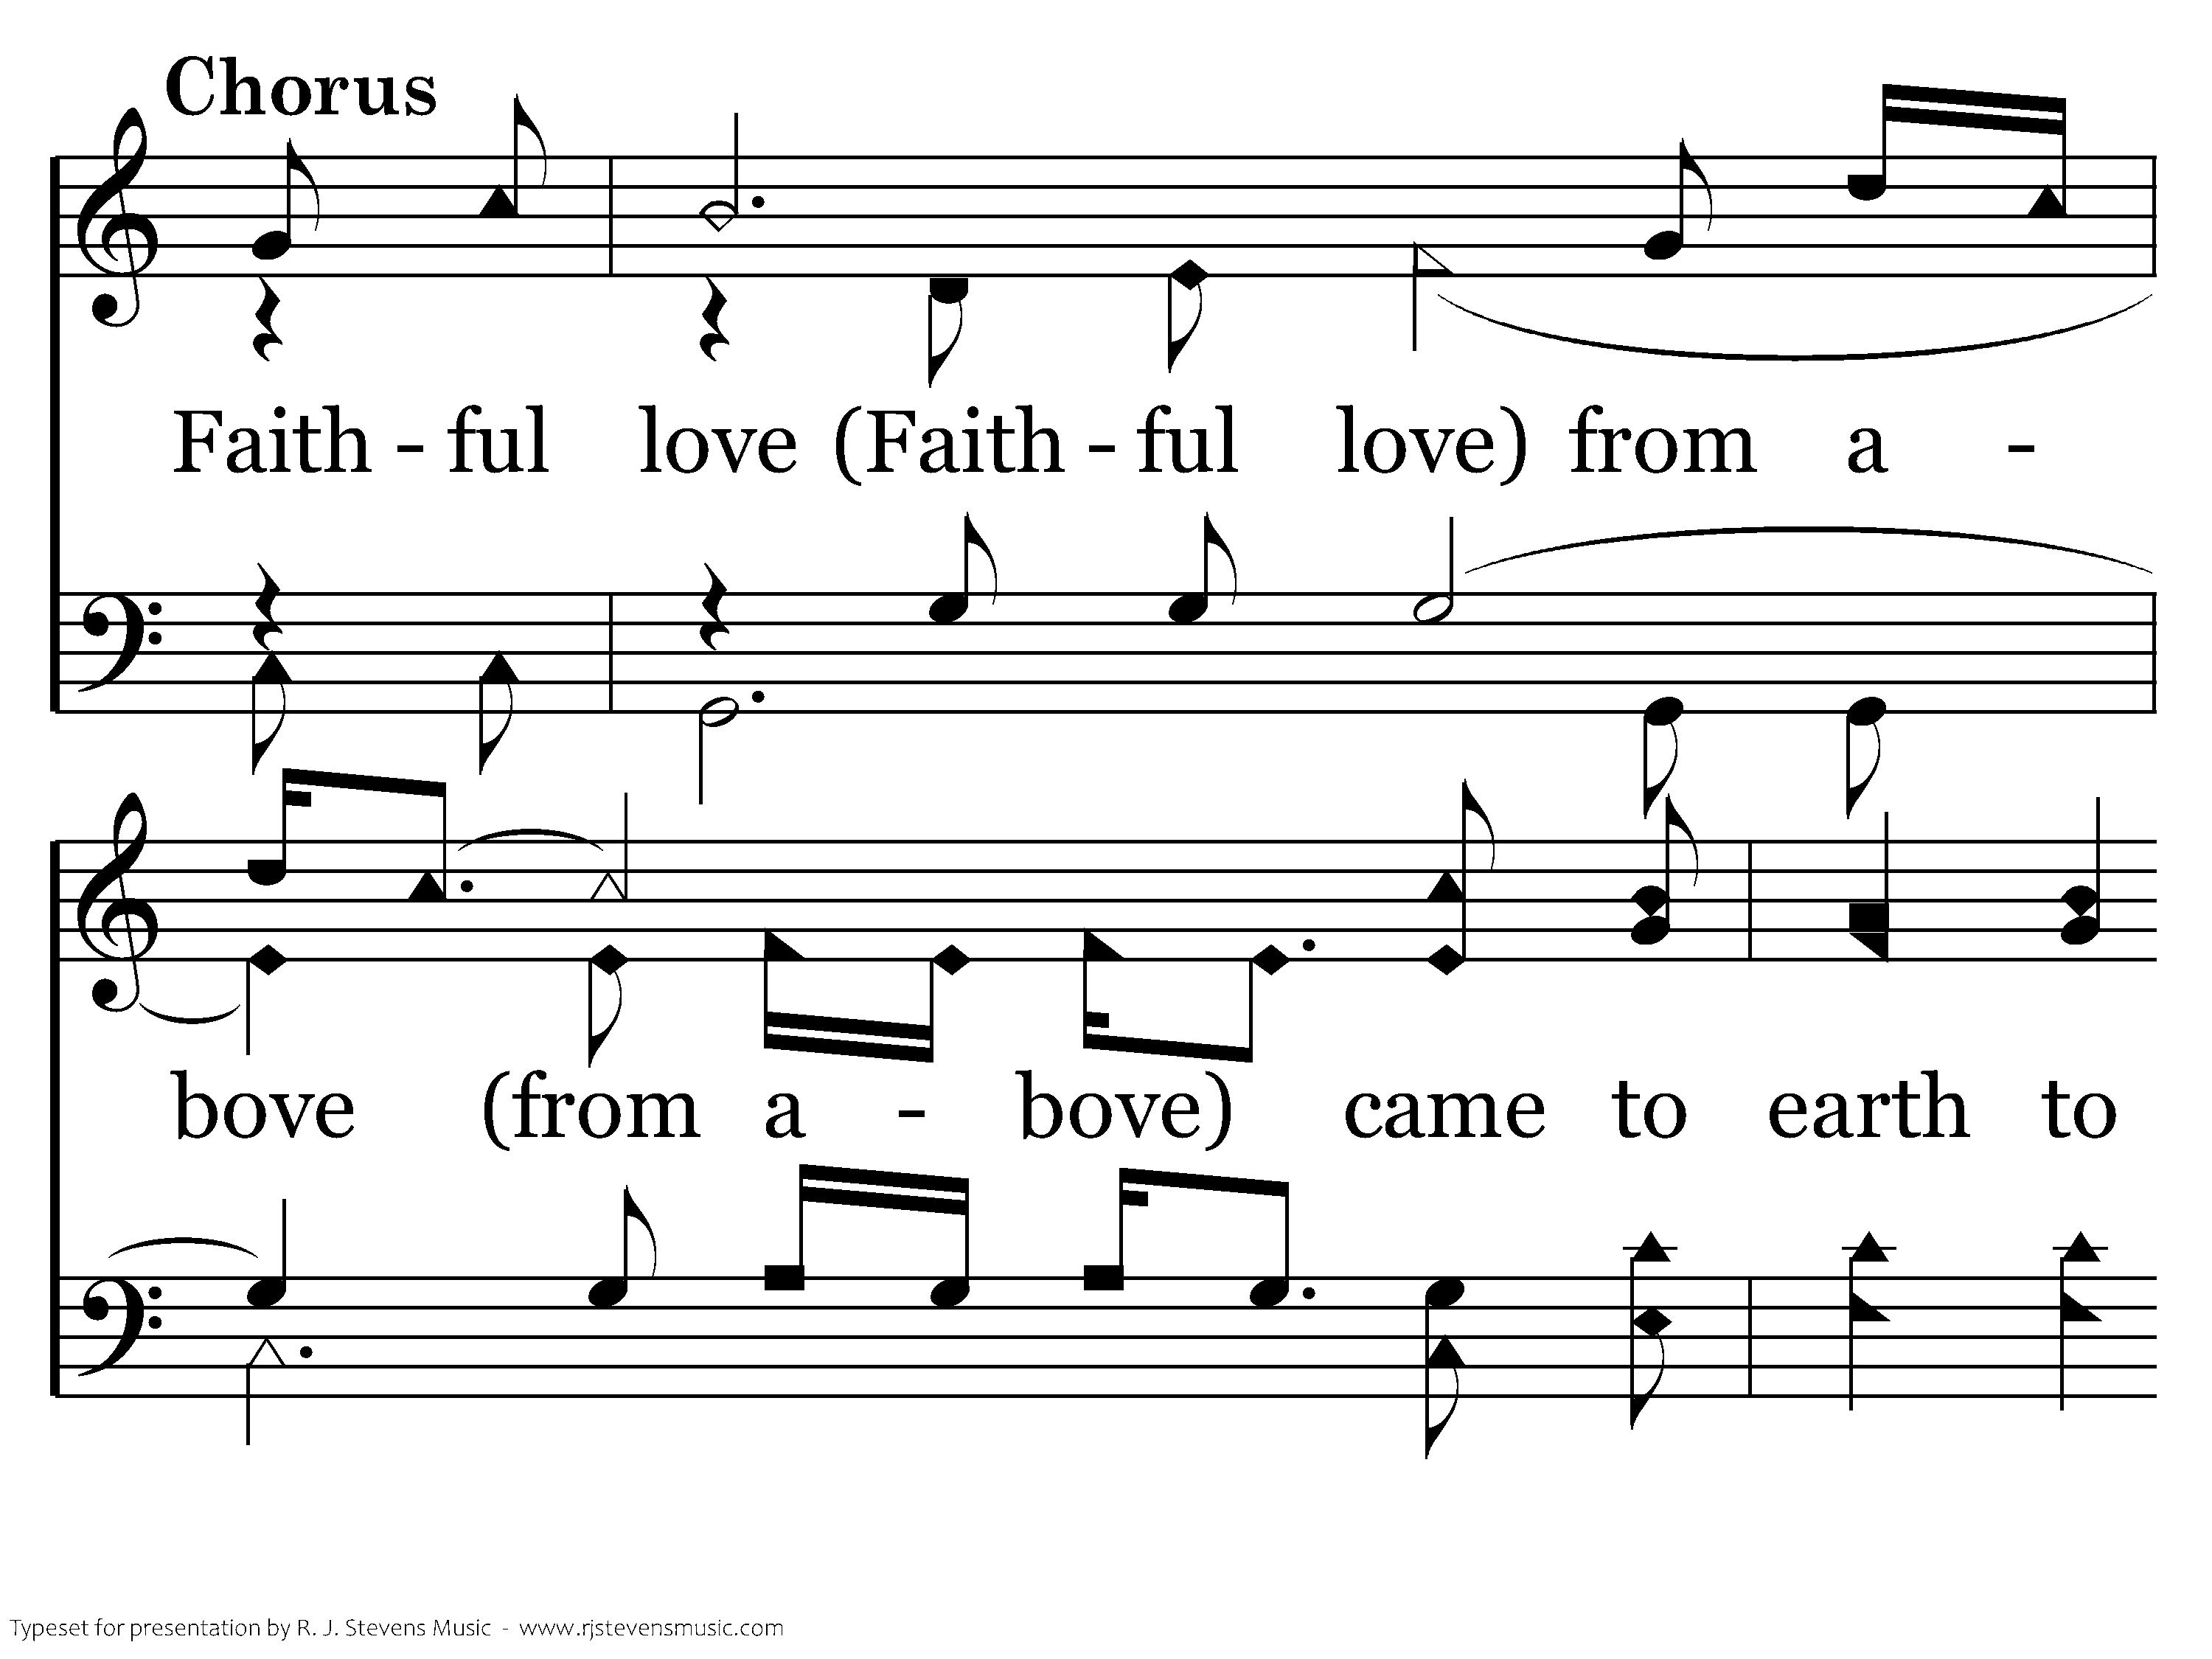 Chorus
Faith - ful love (Faith - ful love) from a -
bove (from a - bove) came to earth to
Typeset for presentation by R. J. Stevens Music - www.rjstevensmusic.com